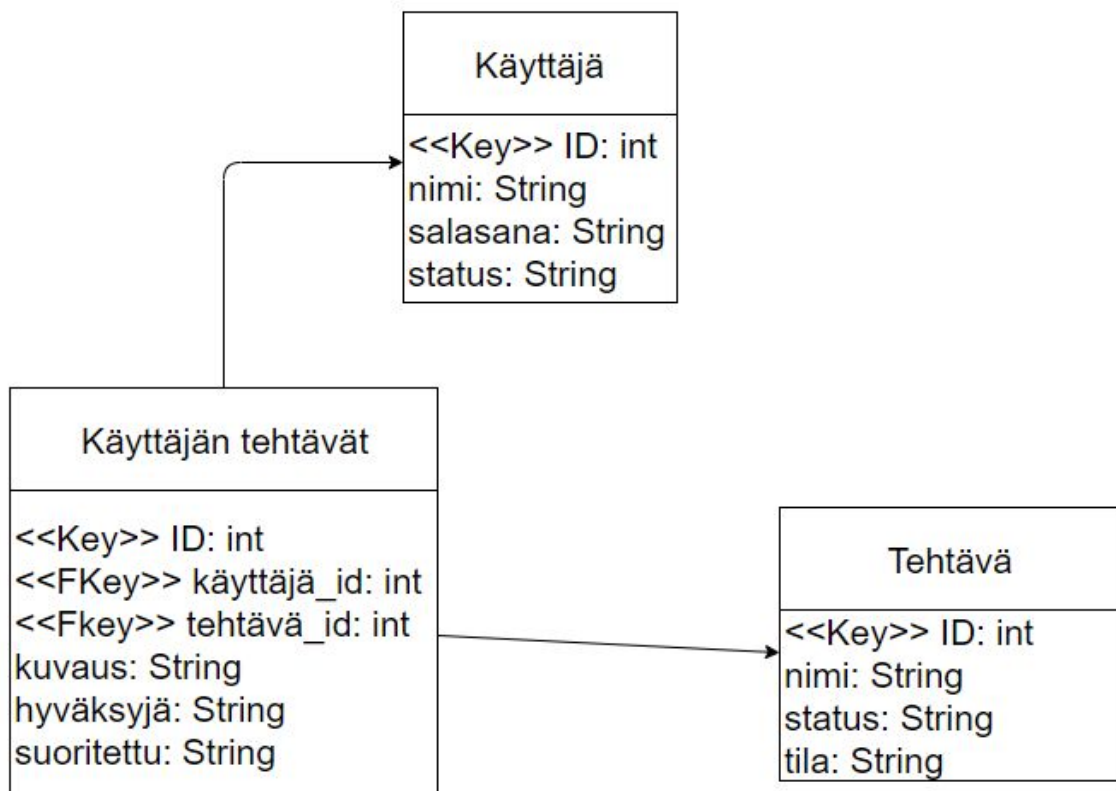 Käyttäjä
<<Key>> ID: int
nimi: String
salasana: String
status: String
Käyttäjän tehtävät
<<Key>> ID: int
<<FKey>> käyttäjä_id: int
<<Fkey>> tehtävä_id: int
kuvaus: String
hyväksyjä: String
suoritettu: String
Tehtävä
<<Key>> ID: int
nimi: String
status: String
tila: String